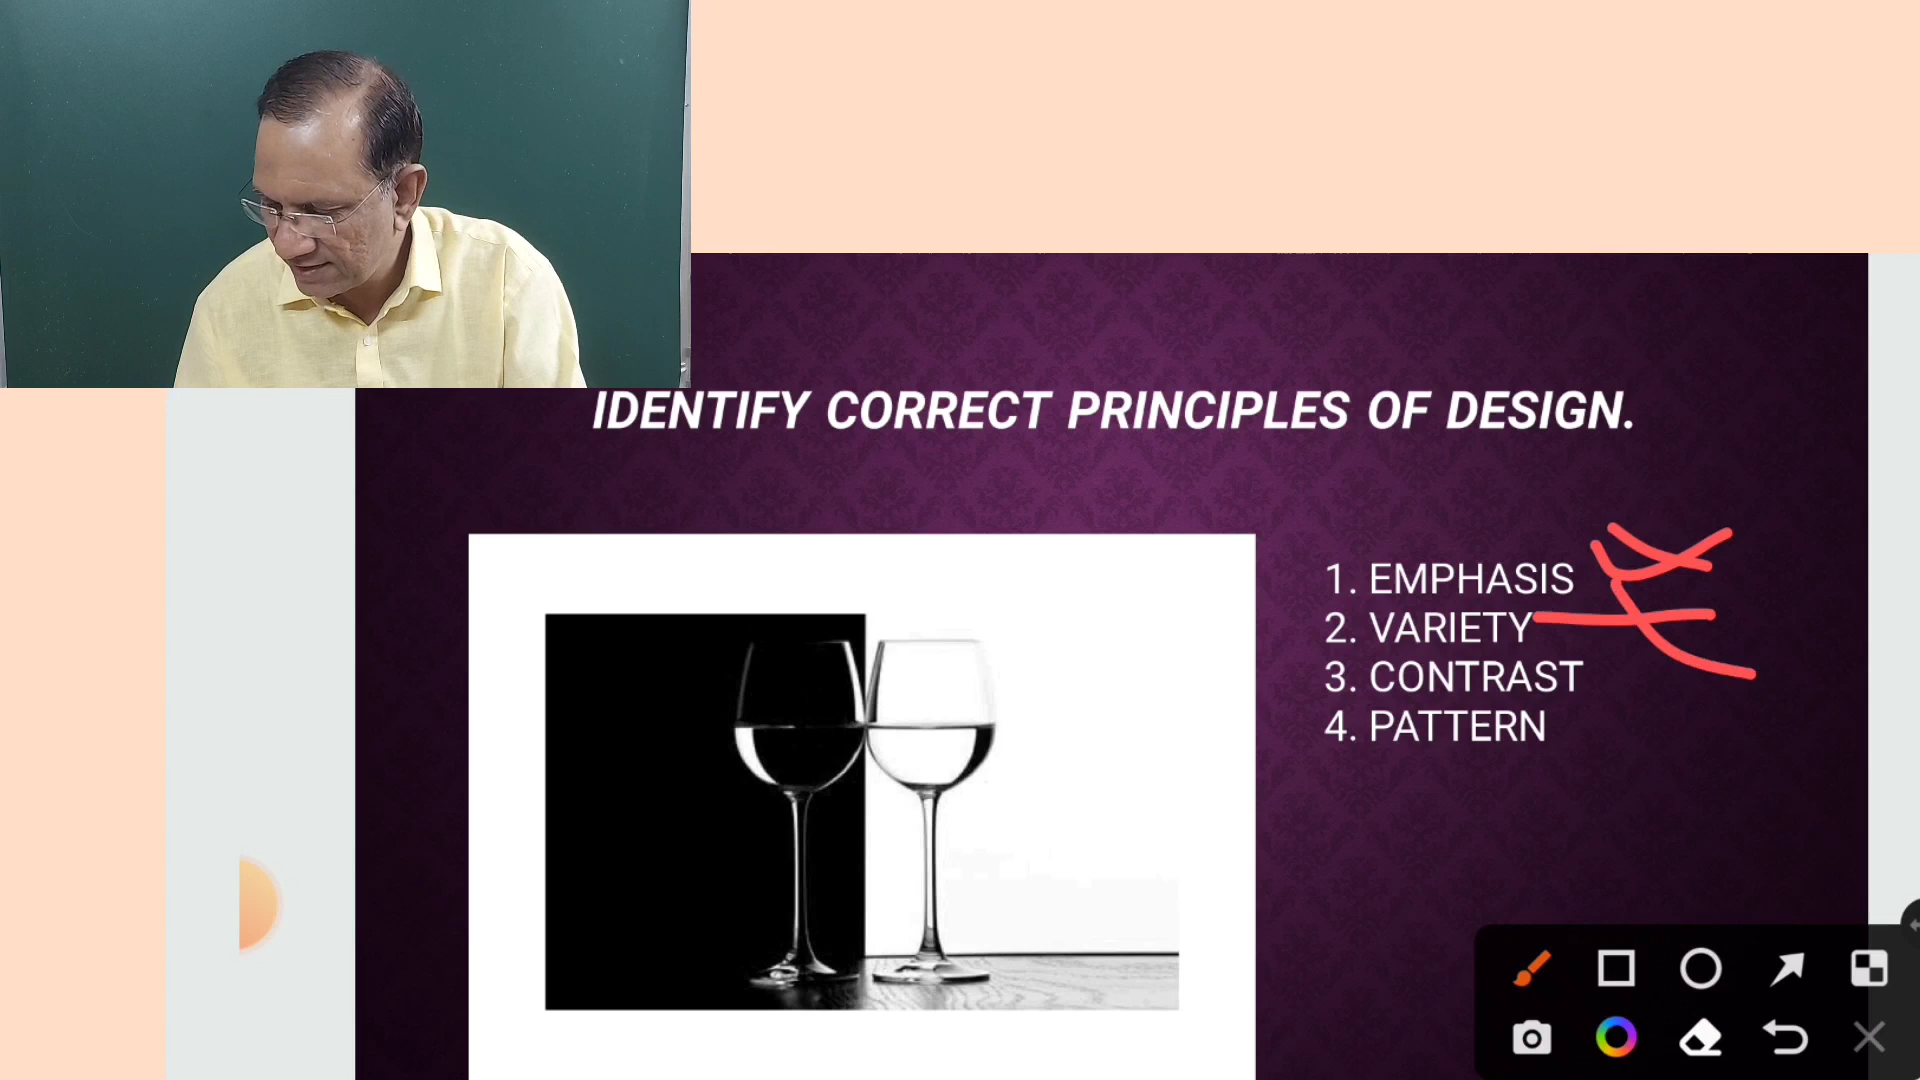 IDENTIFY CORRECT PRINCIPLES OF DESIGN.
1. EMPHASIS
2. VARIETY
3. CONTRAST
4. PATTERN